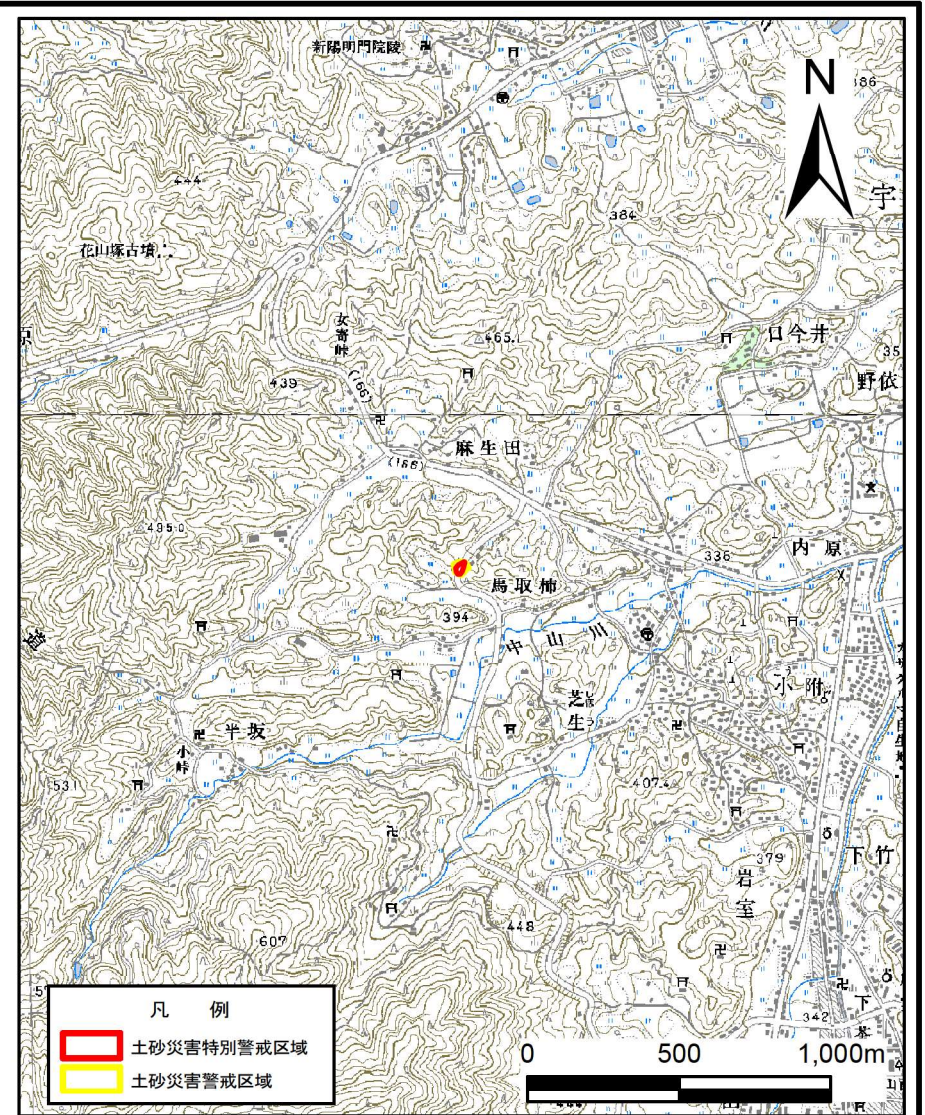 新陽明門院陵
N
386
宇
444
384
花山塚古墳
女寄峠
465.1
口今井
439
35
野依
(166)
麻生田
(166)
485.0
336
内原
馬取柿
394
中山川
芝生
小附
平坂
小峠
531
407.4
379
岩室
下竹
448
607
342
下
凡 例
土砂災害特別警戒区域
土砂災害警戒区域
0 500 1,000m